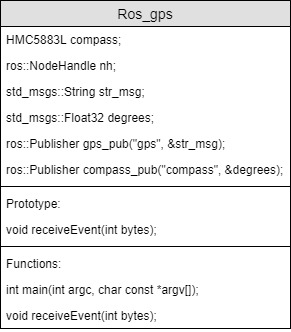 Ros_gps
HMC5883L compass;
ros::NodeHandle nh;
std_msgs::String str_msg;
std_msgs::Float32 degrees;
ros::Publisher gps_pub("gps", &str_msg);
ros::Publisher compass_pub("compass", &degrees);
Prototype:
void receiveEvent(int bytes);
Functions:
int main(int argc, char const *argv[]);
void receiveEvent(int bytes);